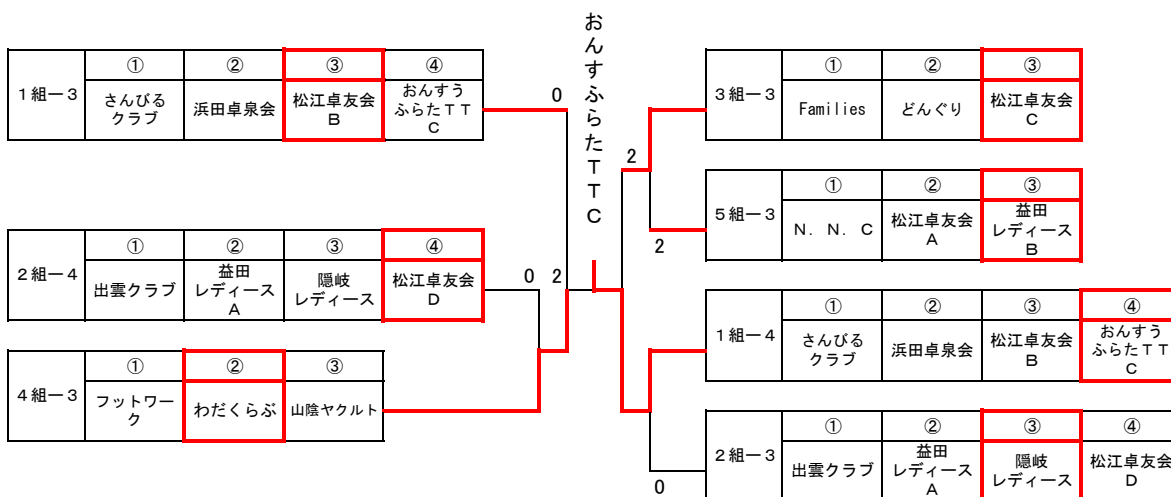 おんすふらたTTC
1組ー3
①
②
③
④
さんびる
クラブ
浜田卓泉会
松江卓友会
B
おんすう
ふらたTT
C
0
2組ー4
①
②
③
④
出雲クラブ
益田
レディース
A
隠岐
レディース
松江卓友会
D
0
2
4組ー3
①
②
③
フットワー
ク
わだくらぶ
山陰ヤクルト
3組ー3
①
②
③
Families
どんぐり
松江卓友会
C
2
5組ー3
①
②
③
N.N.C
松江卓友会
A
益田
レディース
B
2
1組ー4
①
②
③
④
さんびる
クラブ
浜田卓泉会
松江卓友会
B
おんすう
ふらたTT
C
2組ー3
①
②
③
④
出雲クラブ
益田
レディース
A
隠岐
レディース
松江卓友会
D
0